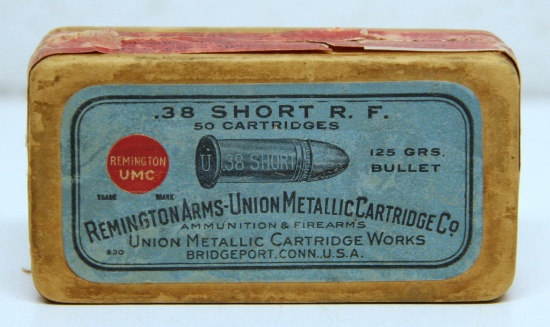 .38 SHORT R. F.
50 CARTRIDGES
REMINGTON
UMC
TRADE MARK
U .38 SHORT
125 GRS.
BULLET
REMINGTON ARMS-UNION METALLIC CARTRIDGE CO.
AMMUNITION & FIREARMS
UNION METALLIC CARTRIDGE WORKS
830
BRIDGEPORT, CONN., U.S.A.